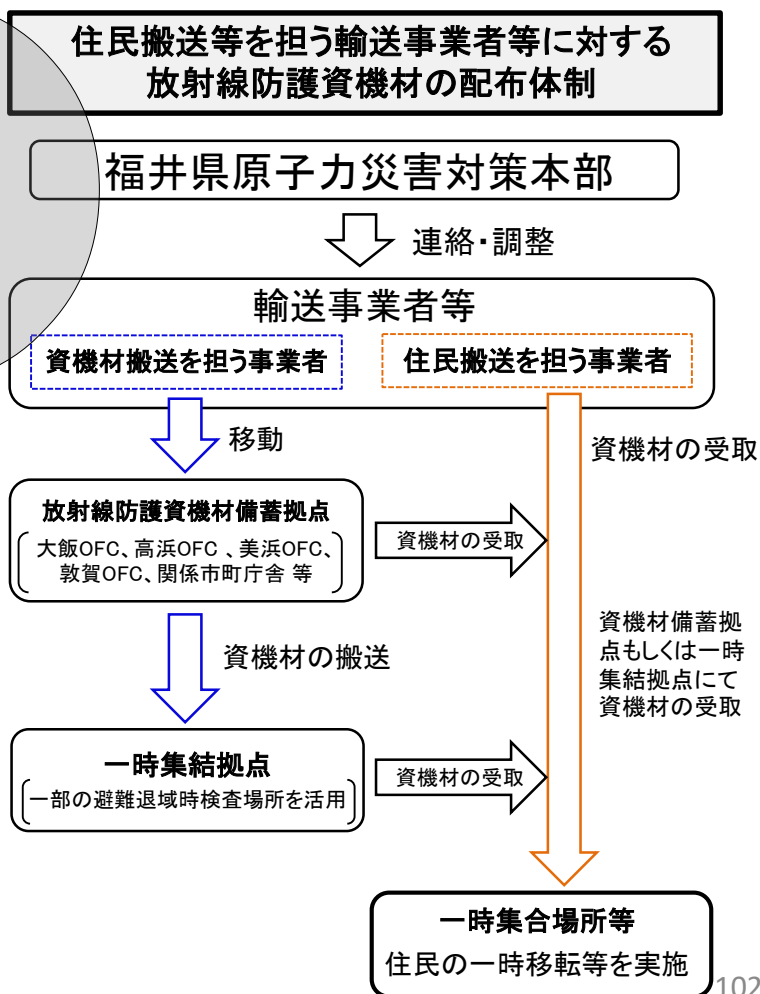 住民搬送等を担う輸送事業者等に対する
放射線防護資機材の配布体制
福井県原子力災害対策本部
連絡・調整
輸送事業者等
資機材搬送を担う事業者
住民搬送を担う事業者
移動
資機材の受取
放射線防護資機材備蓄拠点
大飯OFC、高浜OFC 、美浜OFC、
敦賀OFC、関係市町庁舎 等
資機材の受取
資機材の搬送
資機材備蓄拠
点もしくは一時
集結拠点にて
資機材の受取
一時集結拠点
一部の避難退域時検査場所を活用
資機材の受取
一時集合場所等
住民の一時移転等を実施
102